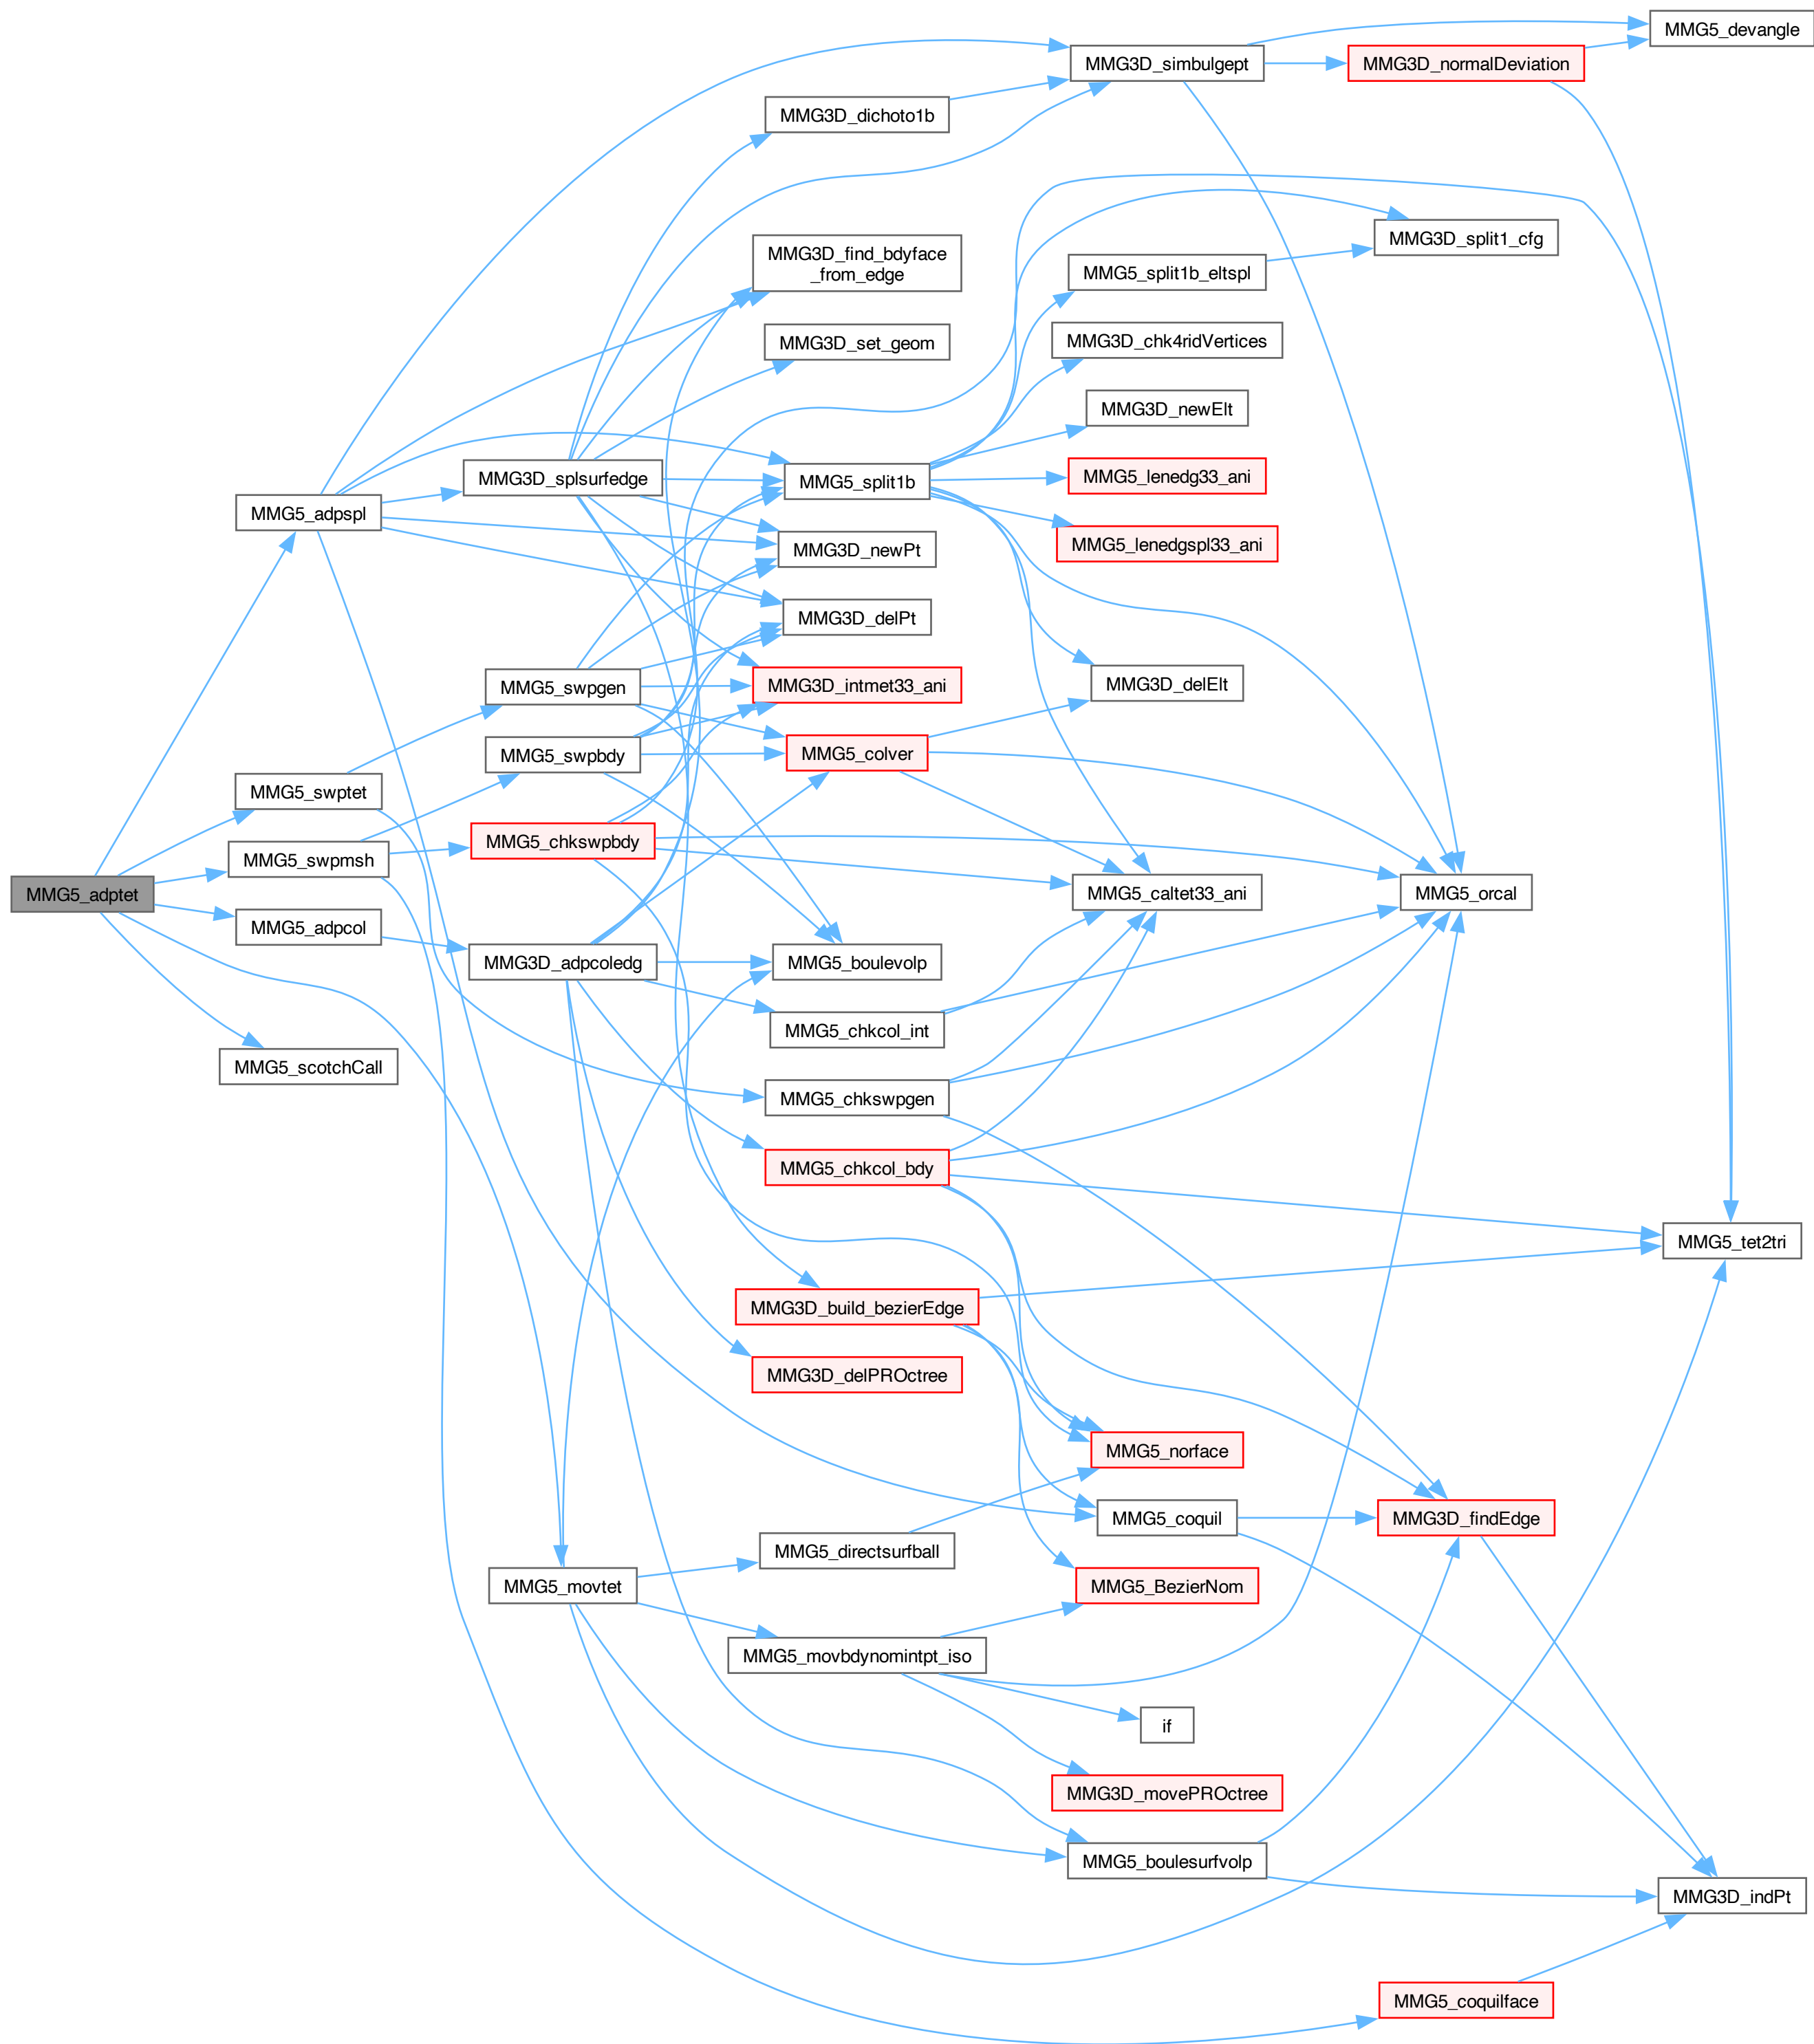 MMG5_adptet
MMG5_adpspl
MMG5_swptet
MMG5_swpmsh
MMG5_adpcol
MMG5_scotchCall
MMG3D_splsurfedge
MMG5_swpgen
MMG5_swpbdy
MMG5_chkswpbdy
MMG3D_adpcoledg
MMG5_movtet
MMG3D_dichoto1b
MMG3D_find_bdyface
_from_edge
MMG3D_set_geom
MMG5_split1b
MMG3D_newPt
MMG3D_delPt
MMG3D_intmet33_ani
MMG5_colver
MMG5_boulevolp
MMG5_chkcol_int
MMG5_chkswpgen
MMG5_chkcol_bdy
MMG3D_build_bezierEdge
MMG3D_delPROctree
MMG5_directsurfball
MMG5_movbdynomintpt_iso
MMG3D_simbulgept
MMG5_split1b_eltspl
MMG3D_chk4ridVertices
MMG3D_newElt
MMG5_lenedg33_ani
MMG5_lenedgspl33_ani
MMG3D_delElt
MMG5_caltet33_ani
MMG5_norface
MMG5_coquil
MMG5_BezierNom
if
MMG3D_movePROctree
MMG5_boulesurfvolp
MMG3D_normalDeviation
MMG3D_split1_cfg
MMG5_orcal
MMG3D_findEdge
MMG5_coquilface
MMG5_devangle
MMG5_tet2tri
MMG3D_indPt